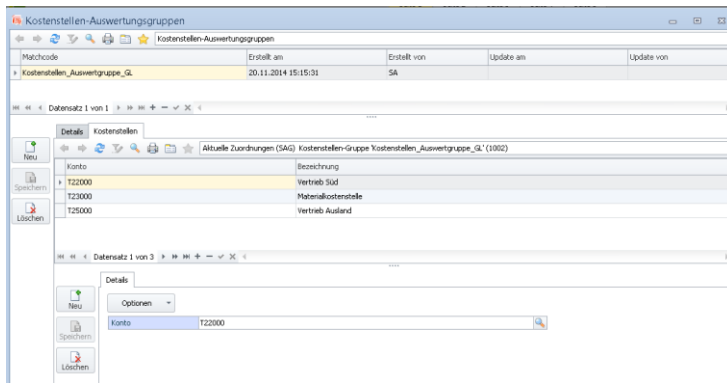 Kostenstellen-Auswertungsgruppen
Kostenstellen-Auswertungsgruppen
Matchcode Erstellt am Erstellt von Update am Update von
Kostenstellen_Auswertgruppe_GL 20.11.2014 15:15:31 SA
Datensatz 1 von 1
Details Kostenstellen
Neu
Aktuelle Zuordnungen (SAG) Kostenstellen-Gruppe 'Kostenstellen_Auswertgruppe_GL' (1002)
Konto Bezeichnung
Speichern
T22000 Vertrieb Süd
T23000 Materialkostenstelle
T25000 Vertrieb Ausland
Löschen
Datensatz 1 von 3
Details
Neu
Optionen
Konto T22000
Speichern
Löschen